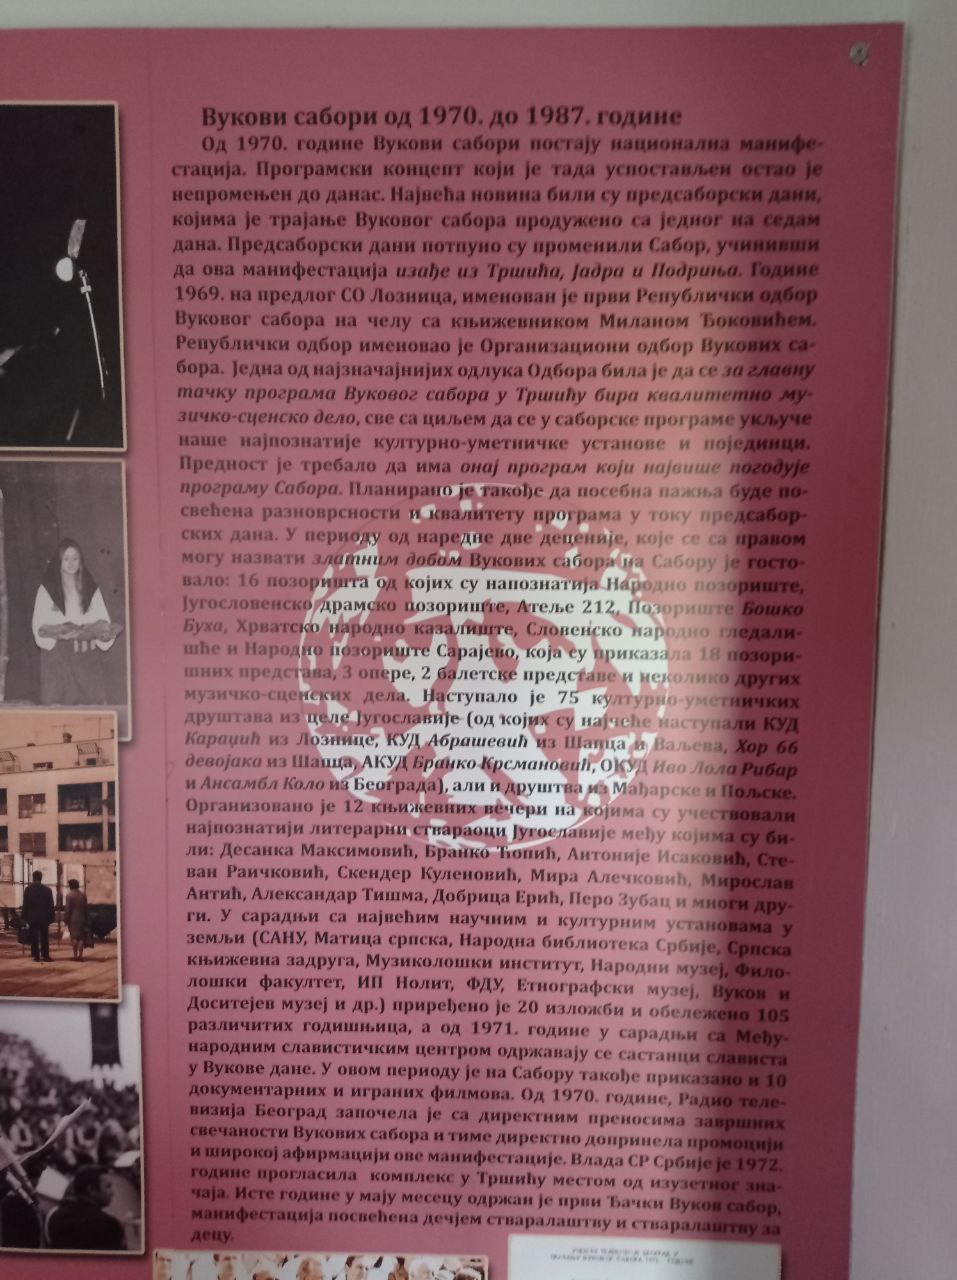 Вукови сабори од 1970. до 1987. године
Од 1970. године Вукови сабори постају национална манифе-
стација. Програмски концепт који је тада успостављен остао је
непромењен до данас. Највећа новина били су предсаборски дани,
којима је трајање Вуковог сабора продужено са једног на седам
дана. Предсаборски дани потпуно су променили Сабор, учинивши
да ова манифестација изађе из Тршића, Јадра и Подриња. Године
1969. на предлог СО Лозница, именован је први Републички одбор
Вуковог сабора на челу са књижевником Миланом Ђоковићем.
Републички одбор именовао је Организациони одбор Вукових са-
бора. Једна од најзначајнијих одлука Одбора била је да се за главну
тачку програма Вуковог сабора у Тршићу бира квалитетно му-
зичко-сценско дело, све са циљем да се у саборске програме укључе
наше најпознатије културно-уметничке установе и појединци.
Предност је требало да има онај програм који највише погодује
програму Сабора. Планирано је такође да посебна пажња буде по-
свећена разноврсности и квалитету програма у току предсабор-
ских дана. У периоду од наредне две деценије, које се са правом
могу назвати златним добом Вукових сабора на Сабору је госто-
вало: 16 позоришта од којих су напознатија Народно позориште,
Југословенско драмско позориште, Атеље 212, Позориште Бошко
Буха, Хрватско народно казалиште, Словенско народно гледали-
шће и Народно позориште Сарајево, која су приказала 18 позори-
шних представа, 3 опере, 2 балетске представе и неколико других
музичко-сценских дела. Наступало је 75 културно-уметничких
друштава из целе Југославије (од којих су најчеће наступали КУД
Караџић из Лознице, КУД Абрашевић из Шапца и Ваљева, Хор 66
девојака из Шапца, АКУД Бранко Крсмановић, ОКУД Иво Лола Рибар
и Ансамбл Коло из Београда), али и друштва из Мађарске и Пољске.
Организовано је 12 књижевних вечери на којима су учествовали
најпознатији литерарни ствараоци Југославије међу којима су би-
ли: Десанка Максимовић, Бранко Ћопић, Антоније Исаковић, Сте-
ван Раичковић, Скендер Куленовић, Мира Алечковић, Мирослав
Антић, Александар Тишма, Добрица Ерић, Перо Зубац и многи дру-
ги. У сарадњи са највећим научним и културним установама у
земљи (САНУ, Матица српска, Народна библиотека Србије, Српска
књижевна задруга, Музиколошки институт, Народни музеј, Фило-
лошки факултет, ИП Нолит, ФДУ, Етнографски музеј, Вуков и
Доситејев музеј и др.) приређено је 20 изложби и обележено 105
различитих годишњица, а од 1971. године у сарадњи са Међу-
народним славистичким центром одржавају се састанци слависта
у Вукове дане. У овом периоду је на Сабору такође приказано и 10
документарних и играних филмова. Од 1970. године, Радио теле-
визија Београд започела је са директним преносима завршних
свечаности Вукових сабора и тиме директно допринела промоцији
и широкој афирмацији ове манифестације. Влада СР Србије је 1972.
године прогласила комплекс у Тршићу местом од изузетног зна-
чаја. Исте године у мају месецу одржан је први Ђачки Вуков сабор,
манифестација посвећена дечјем стваралаштву и стваралаштву за
децу.